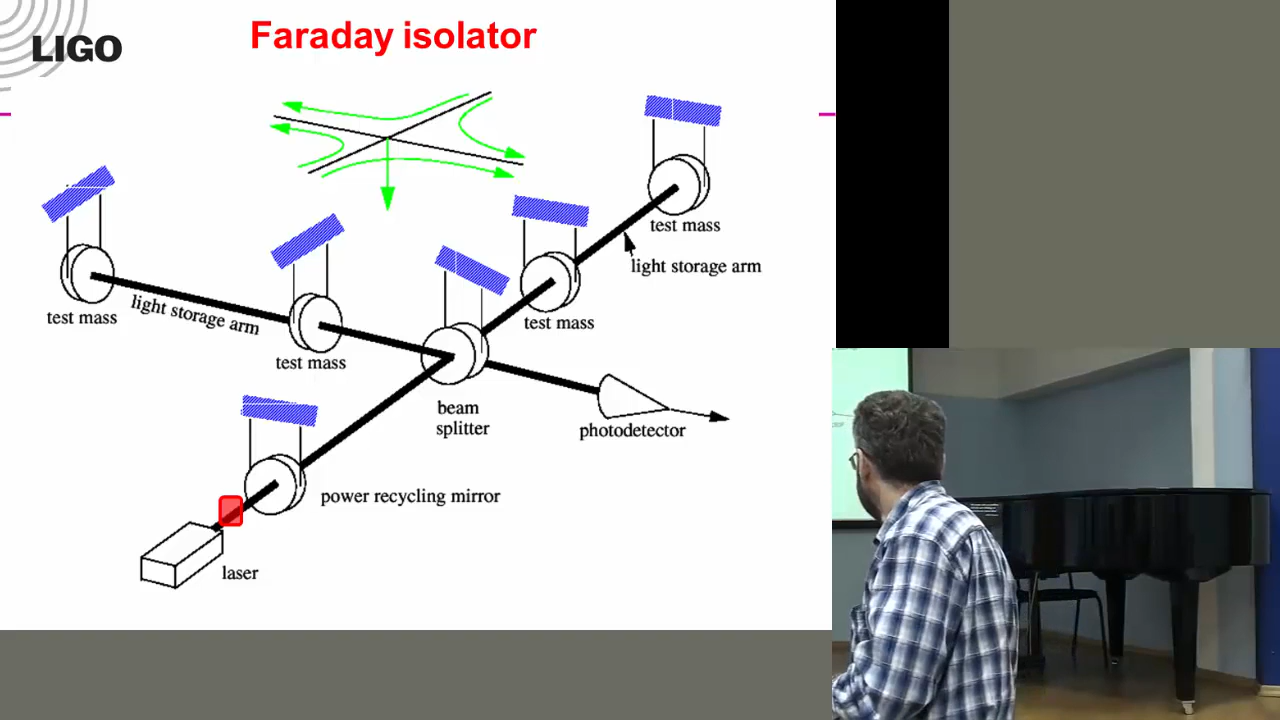 LIGO
Faraday isolator
test mass
light storage arm
test mass
light storage arm
test mass
test mass
beam
splitter
photodetector
power recycling mirror
laser